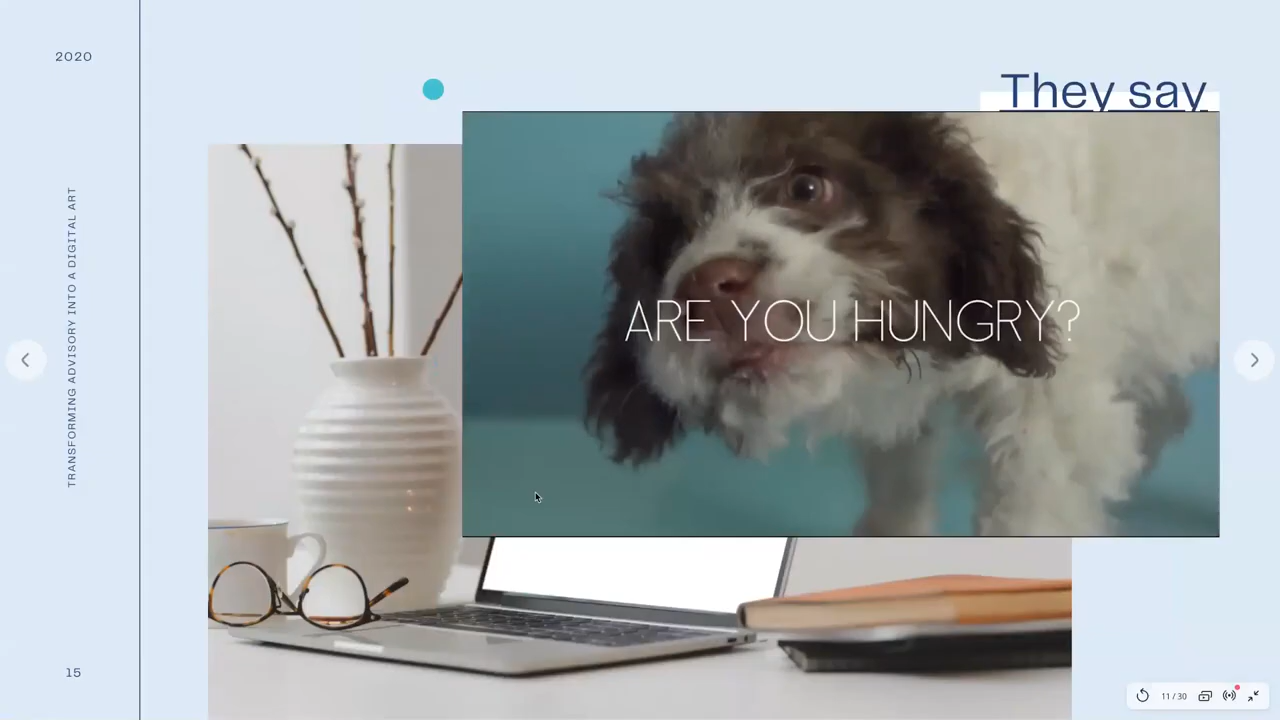 2020
They say
TRANSFORMING ADVISORY INTO A DIGITAL ART
ARE YOU HUNGRY?
15
11 / 30